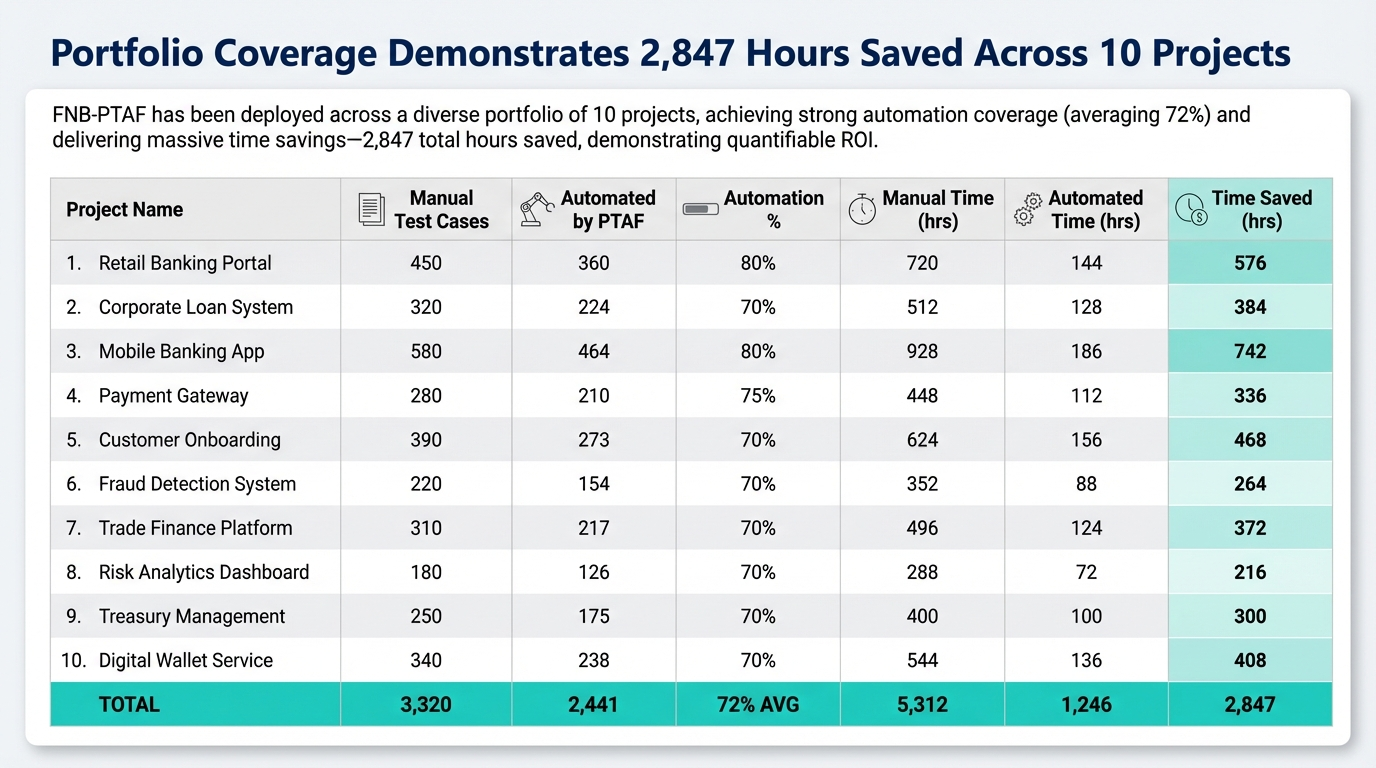 Portfolio Coverage Demonstrates 2,847 Hours Saved Across 10 Projects
FNB-PTAF has been deployed across a diverse portfolio of 10 projects, achieving strong automation coverage (averaging 72%) and
delivering massive time savings—2,847 total hours saved, demonstrating quantifiable ROI.
Project Name Manual Test Cases Automated by PTAF Automation % Manual Time (hrs) Automated Time (hrs) $ Time Saved (hrs)
1. Retail Banking Portal 450 360 80% 720 144 576
2. Corporate Loan System 320 224 70% 512 128 384
3. Mobile Banking App 580 464 80% 928 186 742
4. Payment Gateway 280 210 75% 448 112 336
5. Customer Onboarding 390 273 70% 624 156 468
6. Fraud Detection System 220 154 70% 352 88 264
7. Trade Finance Platform 310 217 70% 496 124 372
8. Risk Analytics Dashboard 180 126 70% 288 72 216
9. Treasury Management 250 175 70% 400 100 300
10. Digital Wallet Service 340 238 70% 544 136 408
TOTAL 3,320 2,441 72% AVG 5,312 1,246 2,847